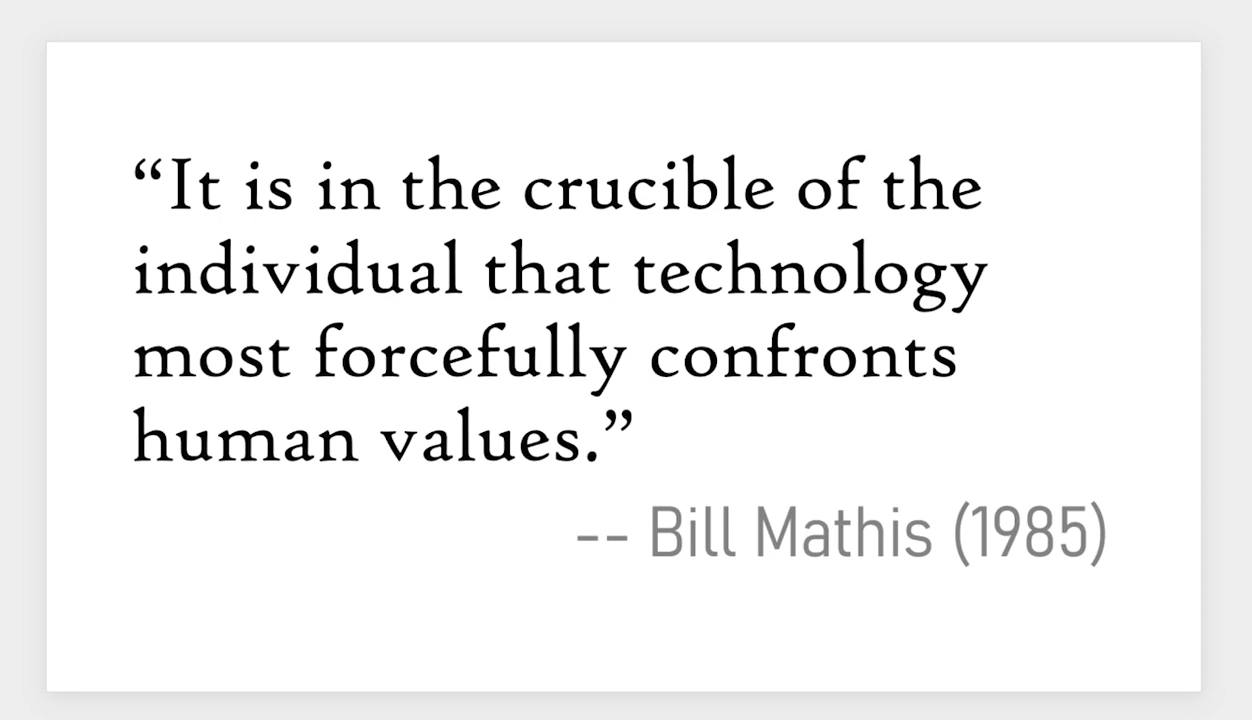 “It is in the crucible of the
individual that technology
most forcefully confronts
human values.”
-- Bill Mathis (1985)